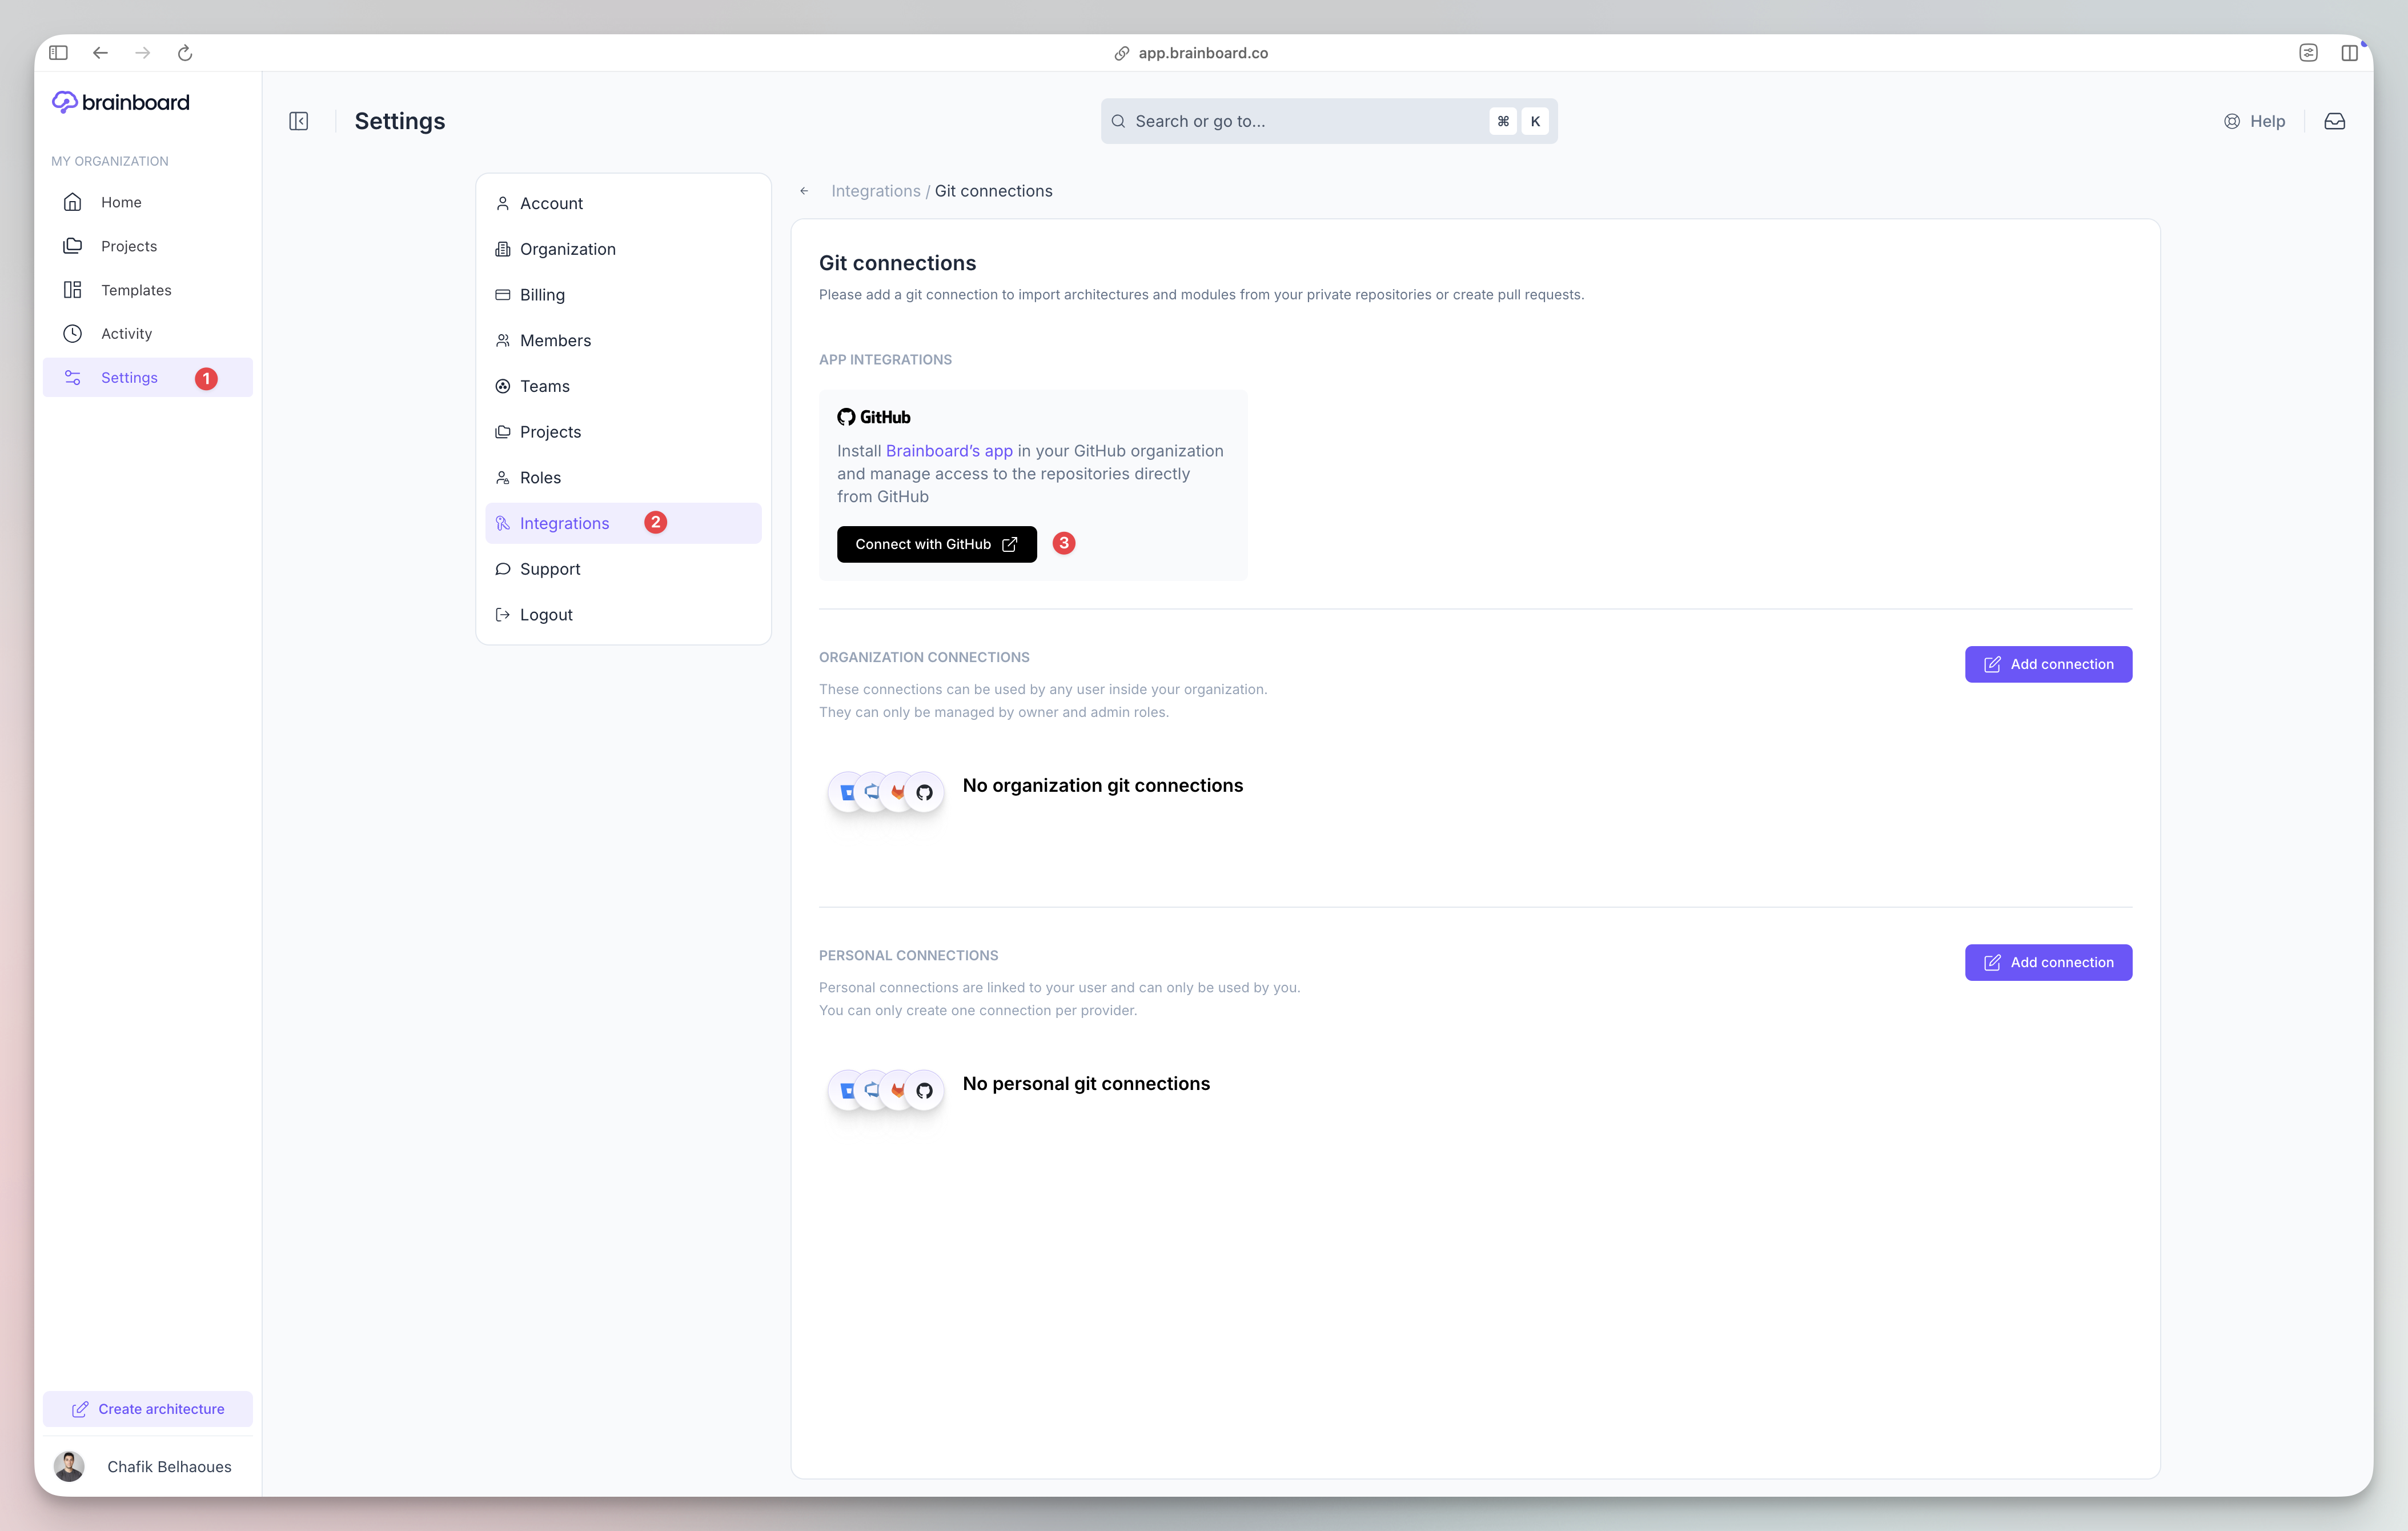 app.brainboard.co
brainboard
MY ORGANIZATION
Home
Projects
Templates
Activity
Settings 1
Create architecture
Chafik Belhaoues
Settings
Search or go to...
⌘ K
Help
Account
Organization
Billing
Members
Teams
Projects
Roles
Integrations 2
Support
Logout
Integrations / Git connections
Git connections
Please add a git connection to import architectures and modules from your private repositories or create pull requests.
APP INTEGRATIONS
GitHub
Install Brainboard’s app in your GitHub organization
and manage access to the repositories directly
from GitHub
Connect with GitHub 3
ORGANIZATION CONNECTIONS
Add connection
These connections can be used by any user inside your organization.
They can only be managed by owner and admin roles.
No organization git connections
PERSONAL CONNECTIONS
Add connection
Personal connections are linked to your user and can only be used by you.
You can only create one connection per provider.
No personal git connections